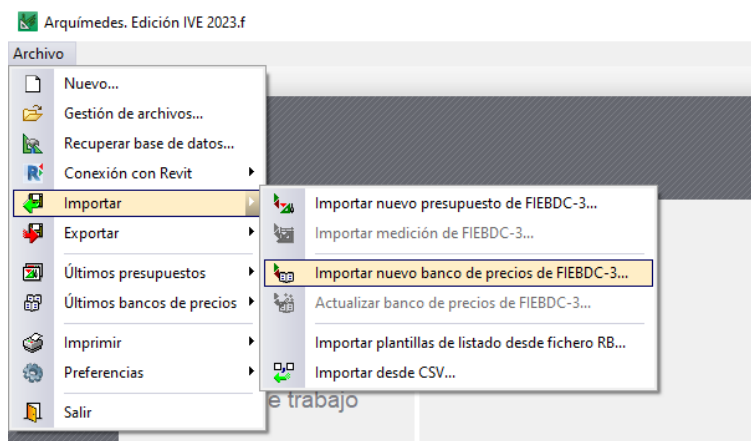 Arquímedes. Edición IVE 2023.f
Archivo
Nuevo...
Gestión de archivos...
Recuperar base de datos...
Conexión con Revit
Importar
Exportar
Últimos presupuestos
Últimos bancos de precios
Imprimir
Preferencias
Salir
Importar nuevo presupuesto de FIEBDC-3...
Importar medición de FIEBDC-3...
Importar nuevo banco de precios de FIEBDC-3...
Actualizar banco de precios de FIEBDC-3...
Importar plantillas de listado desde fichero RB...
Importar desde CSV...
e trabajo